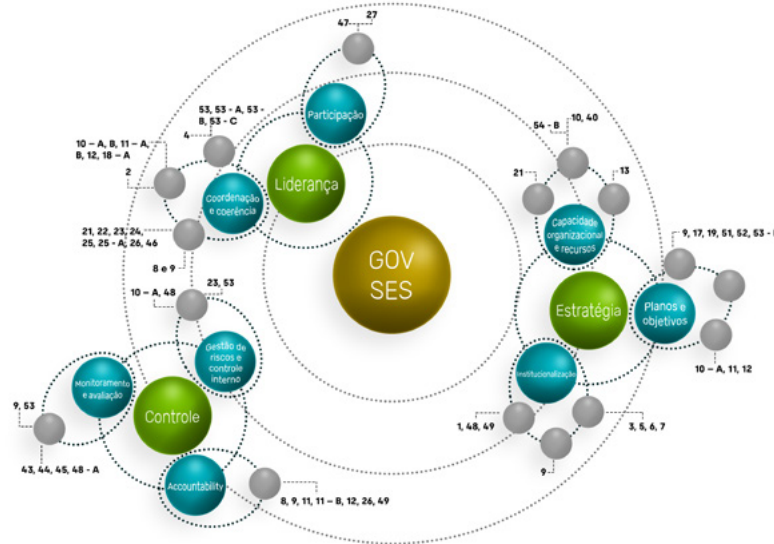 27
47
Participação
53, 53 - A, 53 -
B, 53 - C
4
10 – A, B, 11 – A,
B, 12, 18 – A
2
Liderança
Coordenação
e coerência
21, 22, 23, 24,
25, 25 - A, 26, 46
8 e 9
GOV
SES
54 - B
10, 40
21
13
Capacidade
organizacional
e recursos
9, 17, 19, 51, 52, 53 -
Estratégia
Planos e
objetivos
10 – A, 11, 12
Institucionalização
1, 48, 49
3, 5, 6, 7
9
10 – A, 48
23, 53
Gestão de
riscos e
controle
interno
Monitoramento
e avaliação
Controle
9, 53
43, 44, 45, 48 - A
Accountability
8, 9, 11, 11 – B, 12, 26, 49